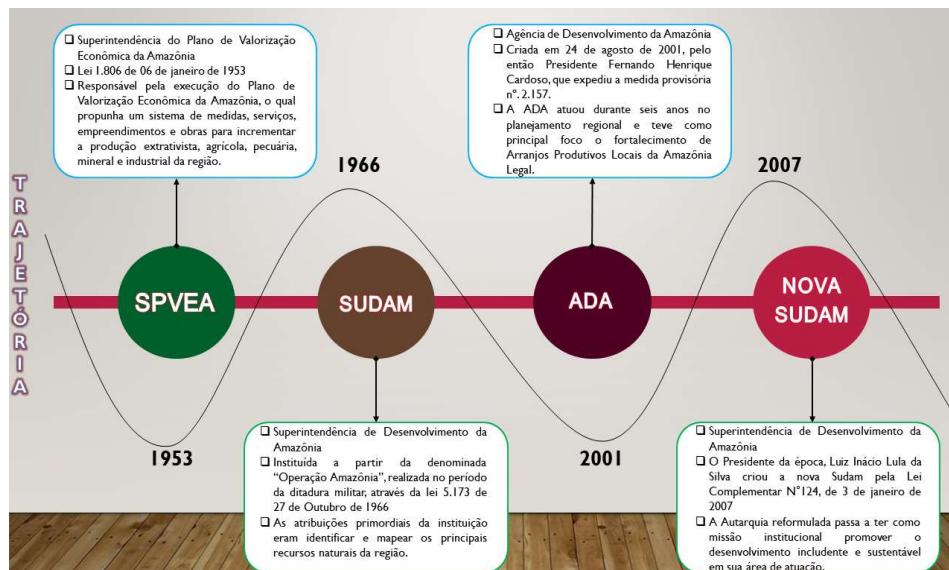 TRAJETÓRIA
❑ Superintendência do Plano de Valorização
Econômica da Amazônia
❑ Lei 1.806 de 06 de janeiro de 1953
❑ Responsável pela execução do Plano de
Valorização Econômica da Amazônia, o qual
propunha um sistema de medidas, serviços,
empreendimentos e obras para incrementar
a produção extrativista, agrícola, pecuária,
mineral e industrial da região.
SPVEA
1953
1966
SUDAM
❑ Superintendência de Desenvolvimento da
Amazônia
❑ Instituída a partir da denominada
“Operação Amazônia”, realizada no período
da ditadura militar, através da lei 5.173 de
27 de Outubro de 1966
❑ As atribuições primordiais da instituição
eram identificar e mapear os principais
recursos naturais da região.
❑ Agência de Desenvolvimento da Amazônia
❑ Criada em 24 de agosto de 2001, pelo
então Presidente Fernando Henrique
Cardoso, que expediu a medida provisória
nº. 2.157.
❑ A ADA atuou durante seis anos no
planejamento regional e teve como
principal foco o fortalecimento de
Arranjos Produtivos Locais da Amazônia
Legal.
ADA
2001
2007
NOVA
SUDAM
❑ Superintendência de Desenvolvimento da
Amazônia
❑ O Presidente da época, Luiz Inácio Lula da
Silva criou a nova Sudam pela Lei
Complementar N°124, de 3 de janeiro de
2007
❑ A Autarquia reformulada passa a ter como
missão institucional promover o
desenvolvimento includente e sustentável
em sua área de atuação.